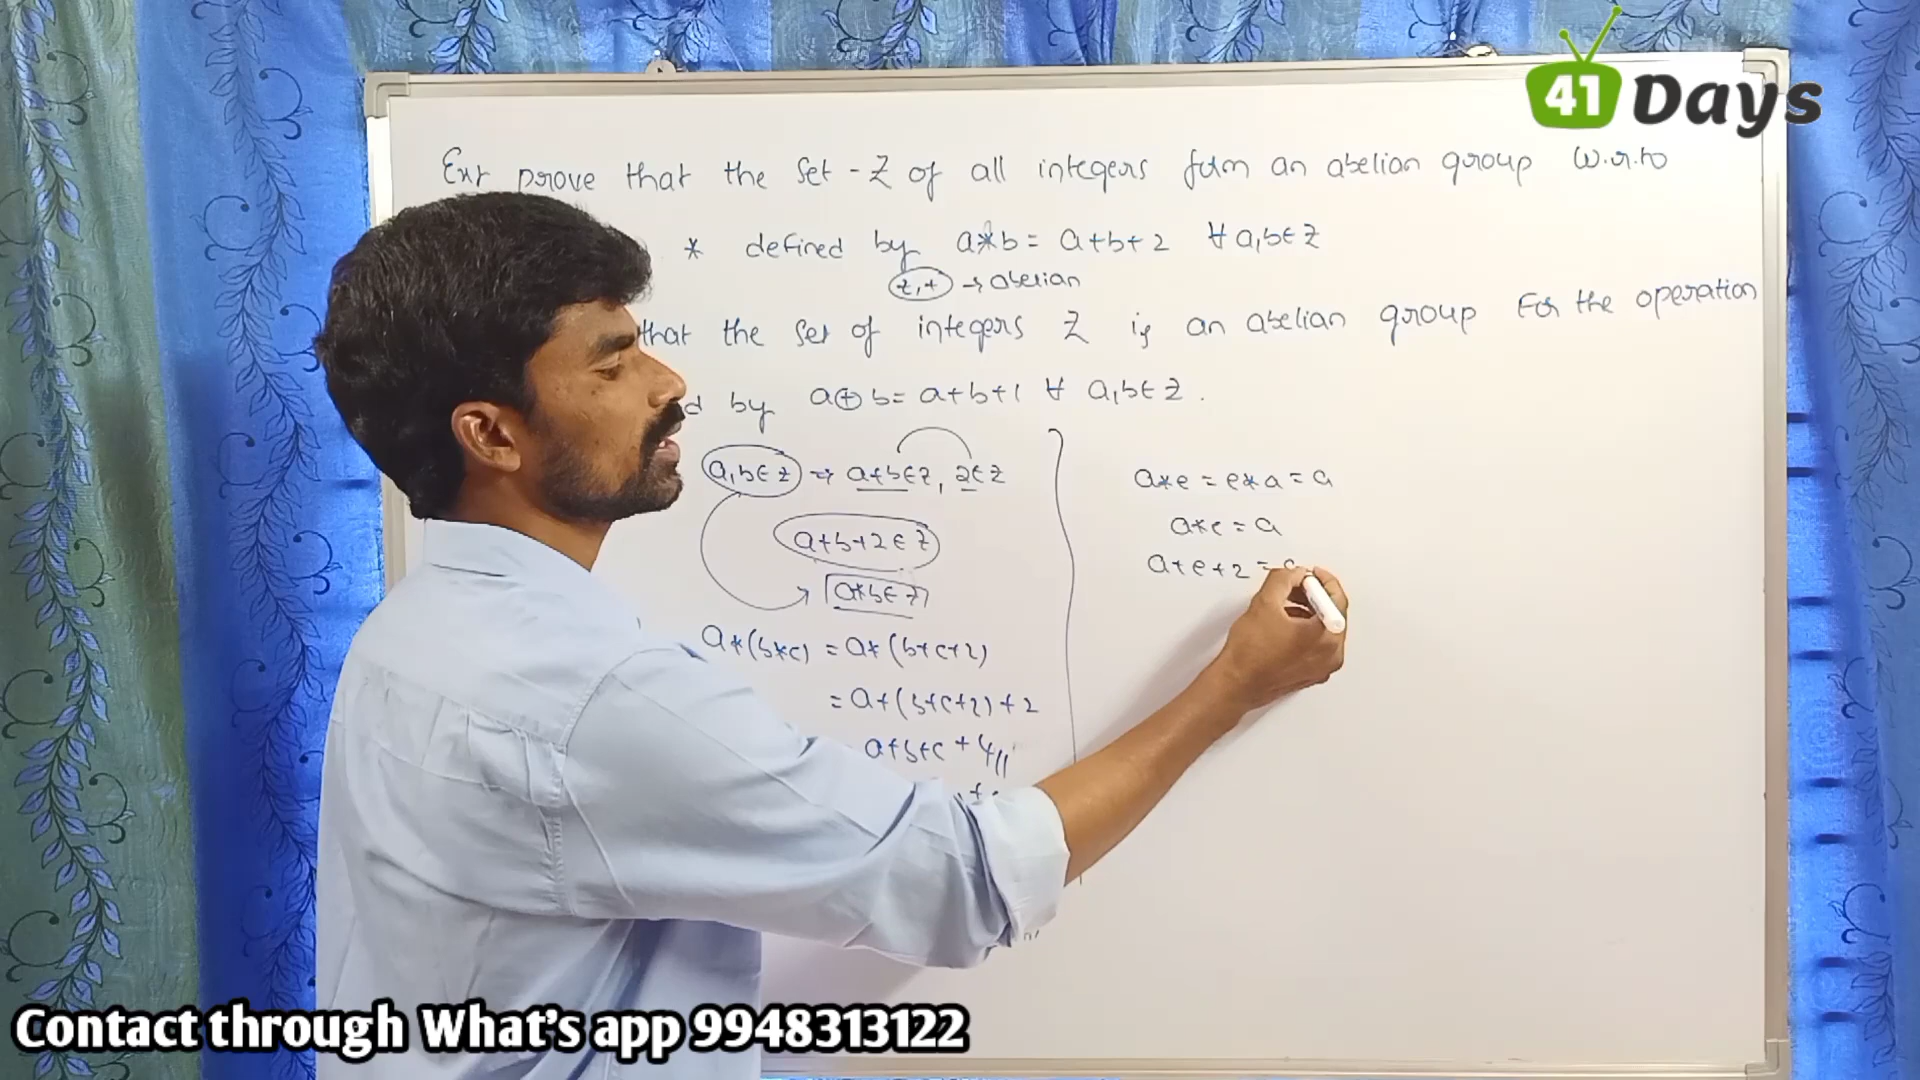 41 Days
Ex:- prove that the set - Z of all integers form an abelian group w.r.to
* defined by a*b = a+b+2 ∀ a,b∈Z
z,+ → abelian
that the set of integers Z is an abelian group For the operation
d by a⊕b = a+b+1 ∀ a,b∈Z.
a,b∈Z ⇒ a+b∈Z, 2∈Z
a+b+2∈Z
a*b∈Z
a*(b*c) = a*(b+c+2)
= a+(b+c+2)+2
a+b+c+4//
a*e = e*a = a
a*e = a
a+e+2 =
Contact through What's app 9948313122